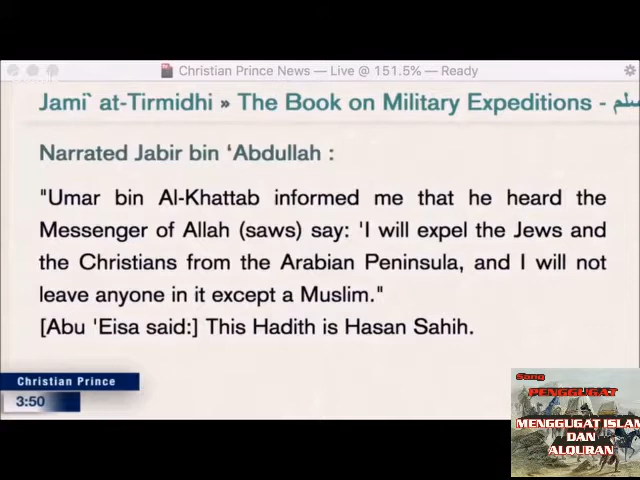 Christian Prince News — Live @ 151.5% — Ready
Jami` at-Tirmidhi » The Book on Military Expeditions -
Narrated Jabir bin ‘Abdullah :
"Umar bin Al-Khattab informed me that he heard the
Messenger of Allah (saws) say: 'I will expel the Jews and
the Christians from the Arabian Peninsula, and I will not
leave anyone in it except a Muslim."
[Abu 'Eisa said:] This Hadith is Hasan Sahih.
Christian Prince
3:50
Sang
PENGGUGAT
MENGGUGAT ISLAM
DAN
ALQURAN